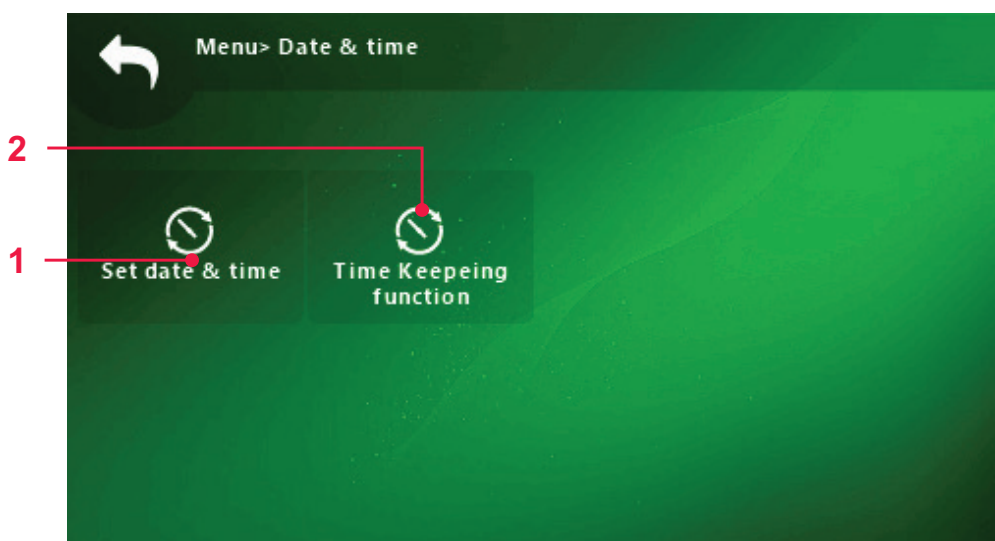 Menu> Date & time
2
1
Set date & time
Time Keepeing
function